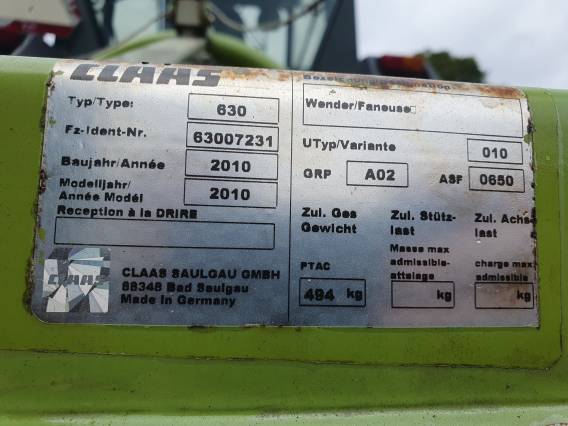 CLAAS
Typ/Type: 630
Fz-Ident-Nr. 63007231
Baujahr/Année 2010
Modelljahr/
Année Modél 2010
Reception à la DRIRE
CLAAS
CLAAS SAULGAU GMBH
88348 Bad Saulgau
Made in Germany
Wender/Faneuse
UTyp/Variante 010
GRP A02 ASF 0650
Zul. Ges Zul. Stütz- Zul. Achs-
Gewicht last last
PTAC Masse max admissible- attelage charge max admissible
494 kg kg kg